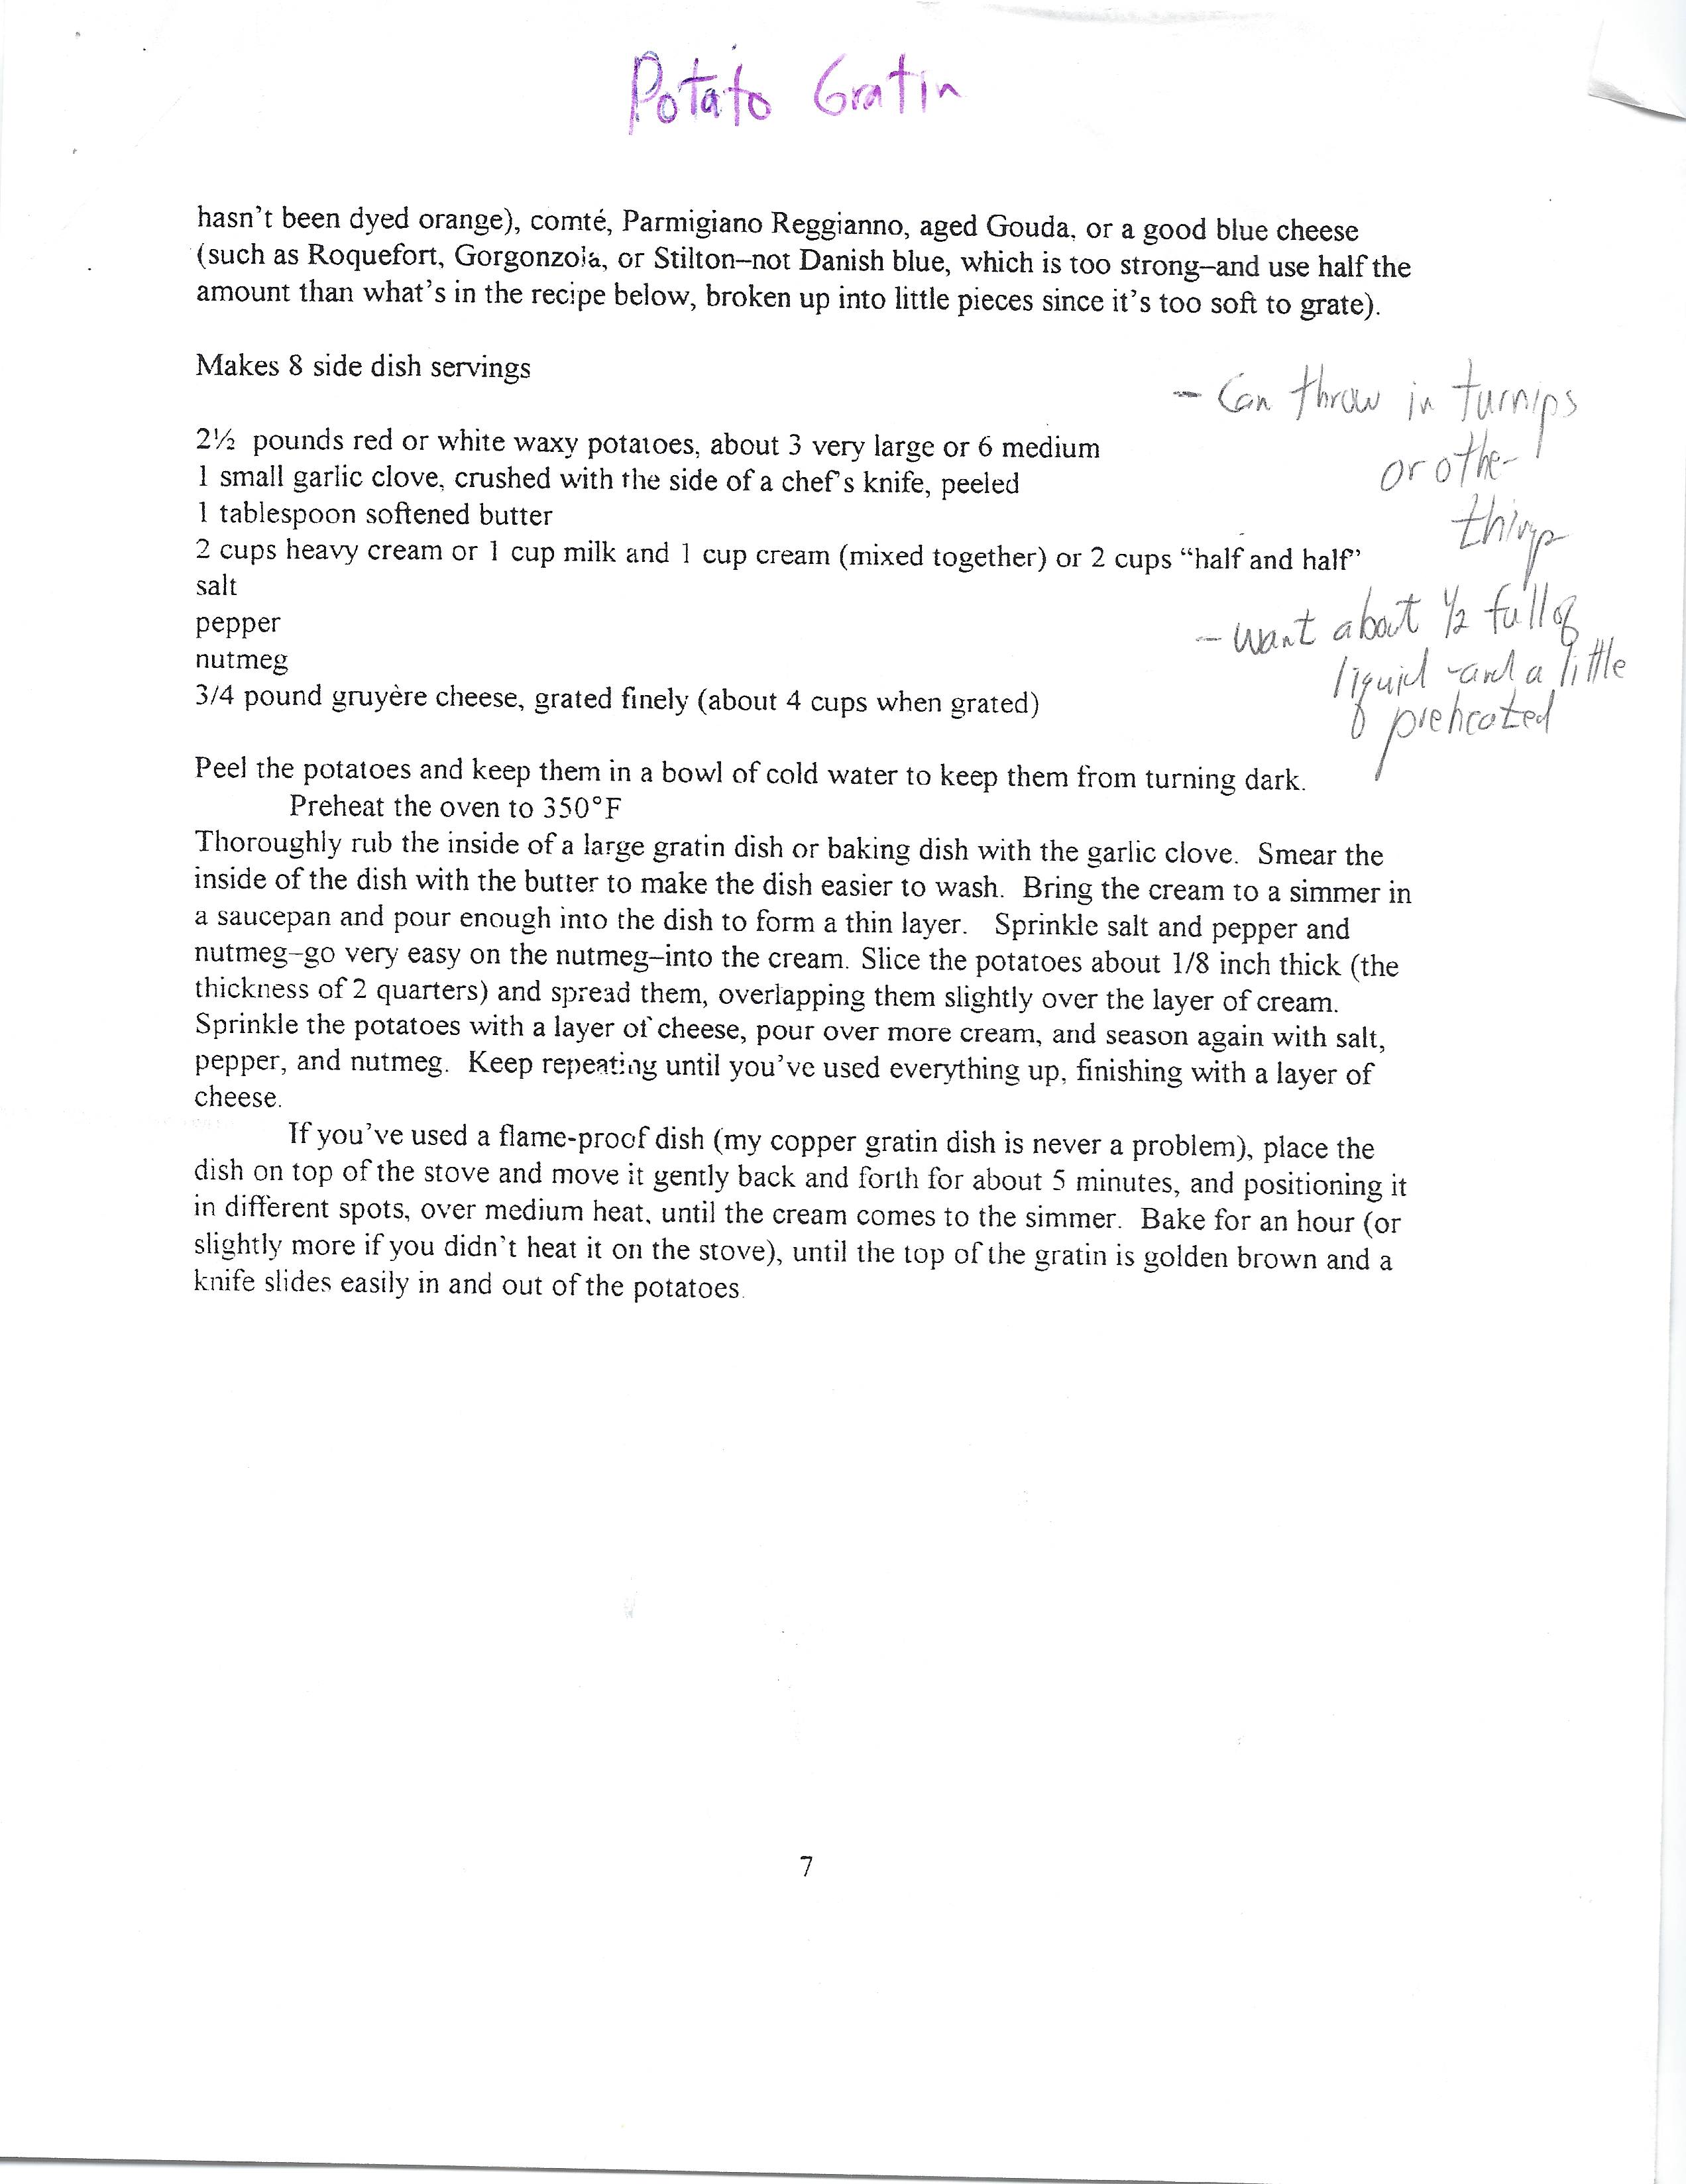 Potato Gratin
hasn't been dyed orange), comté, Parmigiano Reggianno, aged Gouda, or a good blue cheese
(such as Roquefort, Gorgonzola, or Stilton–not Danish blue, which is too strong–and use half the
amount than what's in the recipe below, broken up into little pieces since it's too soft to grate).
Makes 8 side dish servings
2½ pounds red or white waxy potatoes, about 3 very large or 6 medium
1 small garlic clove, crushed with the side of a chef's knife, peeled
1 tablespoon softened butter
2 cups heavy cream or 1 cup milk and 1 cup cream (mixed together) or 2 cups “half and half”
salt
pepper
nutmeg
3/4 pound gruyère cheese, grated finely (about 4 cups when grated)
- Can throw in turnips
or other
things
- want about 1/2 full of
liquid - and a little
preheated
Peel the potatoes and keep them in a bowl of cold water to keep them from turning dark.
Preheat the oven to 350°F
Thoroughly rub the inside of a large gratin dish or baking dish with the garlic clove. Smear the
inside of the dish with the butter to make the dish easier to wash. Bring the cream to a simmer in
a saucepan and pour enough into the dish to form a thin layer. Sprinkle salt and pepper and
nutmeg–go very easy on the nutmeg–into the cream. Slice the potatoes about 1/8 inch thick (the
thickness of 2 quarters) and spread them, overlapping them slightly over the layer of cream.
Sprinkle the potatoes with a layer of cheese, pour over more cream, and season again with salt,
pepper, and nutmeg. Keep repeating until you've used everything up, finishing with a layer of
cheese.
If you've used a flame-proof dish (my copper gratin dish is never a problem), place the
dish on top of the stove and move it gently back and forth for about 5 minutes, and positioning it
in different spots, over medium heat, until the cream comes to the simmer. Bake for an hour (or
slightly more if you didn't heat it on the stove), until the top of the gratin is golden brown and a
knife slides easily in and out of the potatoes.
7